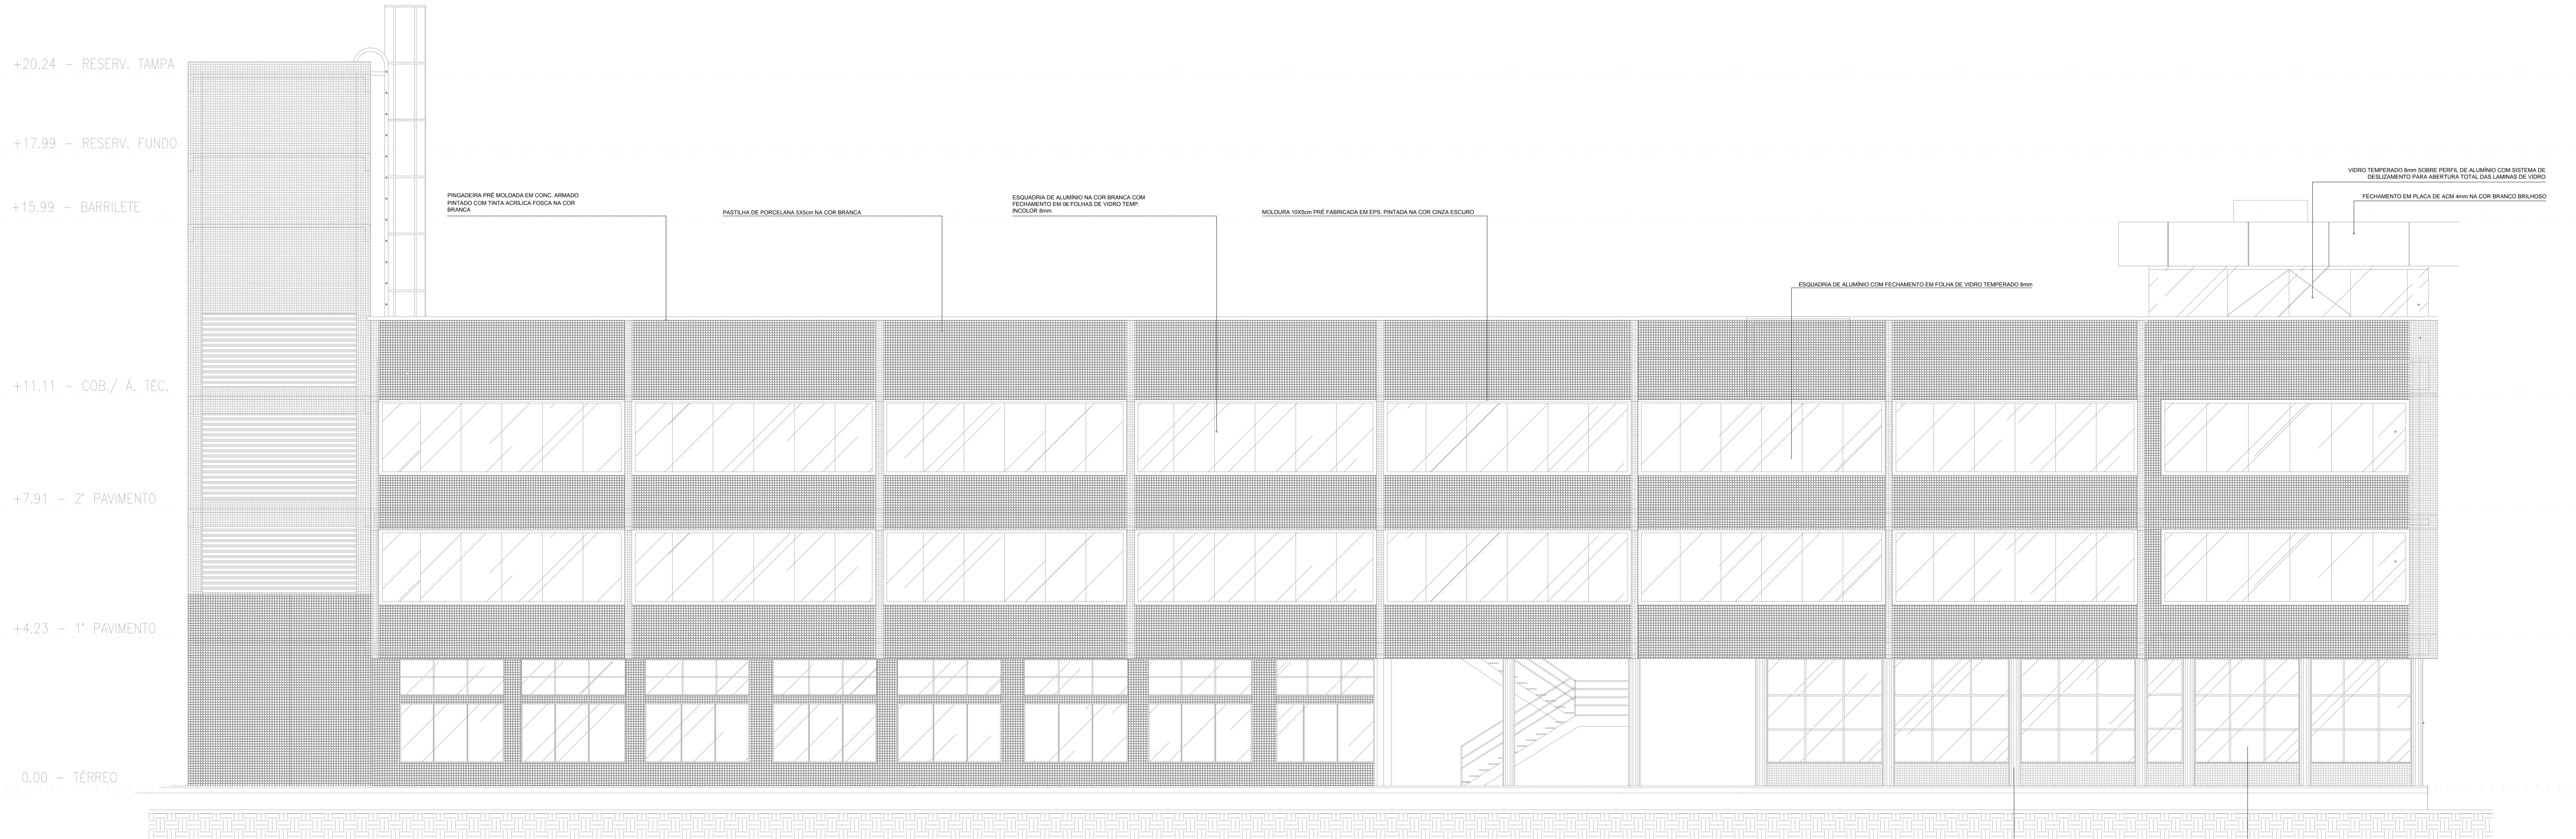 +20.24 - RESERV. TAMPA
+17.99 - RESERV. FUNDO
+15.99 - BARRILETE
+11.11 - COB./ Á. TÉC.
+7.91 - 2° PAVIMENTO
+4.23 - 1° PAVIMENTO
0.00 - TÉRREO
PINGADEIRA PRÉ MOLDADA EM CONC. ARMADO
PINTADO COM TINTA ACRÍLICA FOSCA NA COR
BRANCA
PASTILHA DE PORCELANA 5X5cm NA COR BRANCA
ESQUADRIA DE ALUMÍNIO NA COR BRANCA COM
FECHAMENTO EM 06 FOLHAS DE VIDRO TEMP.
INCOLOR 8mm
MOLDURA 10X5cm PRÉ FABRICADA EM EPS. PINTADA NA COR CINZA ESCURO
ESQUADRIA DE ALUMÍNIO COM FECHAMENTO EM FOLHA DE VIDRO TEMPERADO 8mm
VIDRO TEMPERADO 8mm SOBRE PERFIL DE ALUMÍNIO COM SISTEMA DE
DESLIZAMENTO PARA ABERTURA TOTAL DAS LAMINAS DE VIDRO
FECHAMENTO EM PLACA DE ACM 4mm NA COR BRANCO BRILHOSO